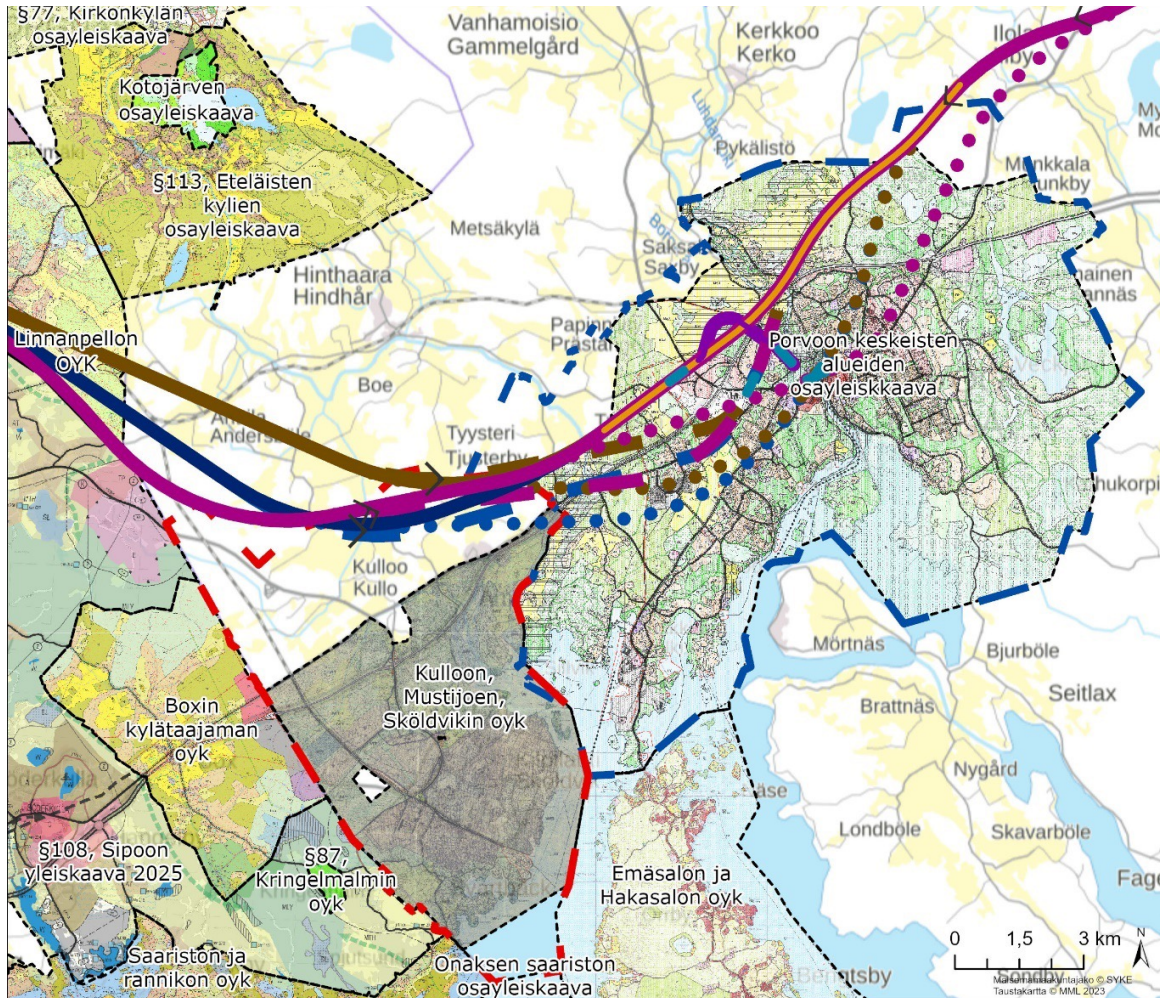 §77, Kirkonkylän
osayleiskaava
Vanhamoisio
Gammelgård
Kerkkoo
Kerko
Kotojärven
osayleiskaava
Pykälistö
§113, Eteläisten
kylien
osayleiskaava
Metsäkylä
Hinthaara
Hindhår
Linnanpellon
OYK
Boe
Porvoon keskeisten
alueiden
osayleiskkaava
Tyysteri
Tjusterby
Kulloo
Kullo
Mörtnäs
Bjurböle
Kulloon,
Mustijoen,
Sköldvikin oyk
Seitlax
Brattnäs
Boxin
kylätaajaman
oyk
Nygård
Londböle
Skavarböle
§108, Sipoon
yleiskaava 2025
§87,
Kringelmalmin
oyk
Emäsalon ja
Hakasalon oyk
Saariston ja
rannikon oyk
Onaksen saariston
osayleiskaava
0 1,5 3 km
N
Maisemamaakuntajako © SYKE
Taustakartta © MML 2023